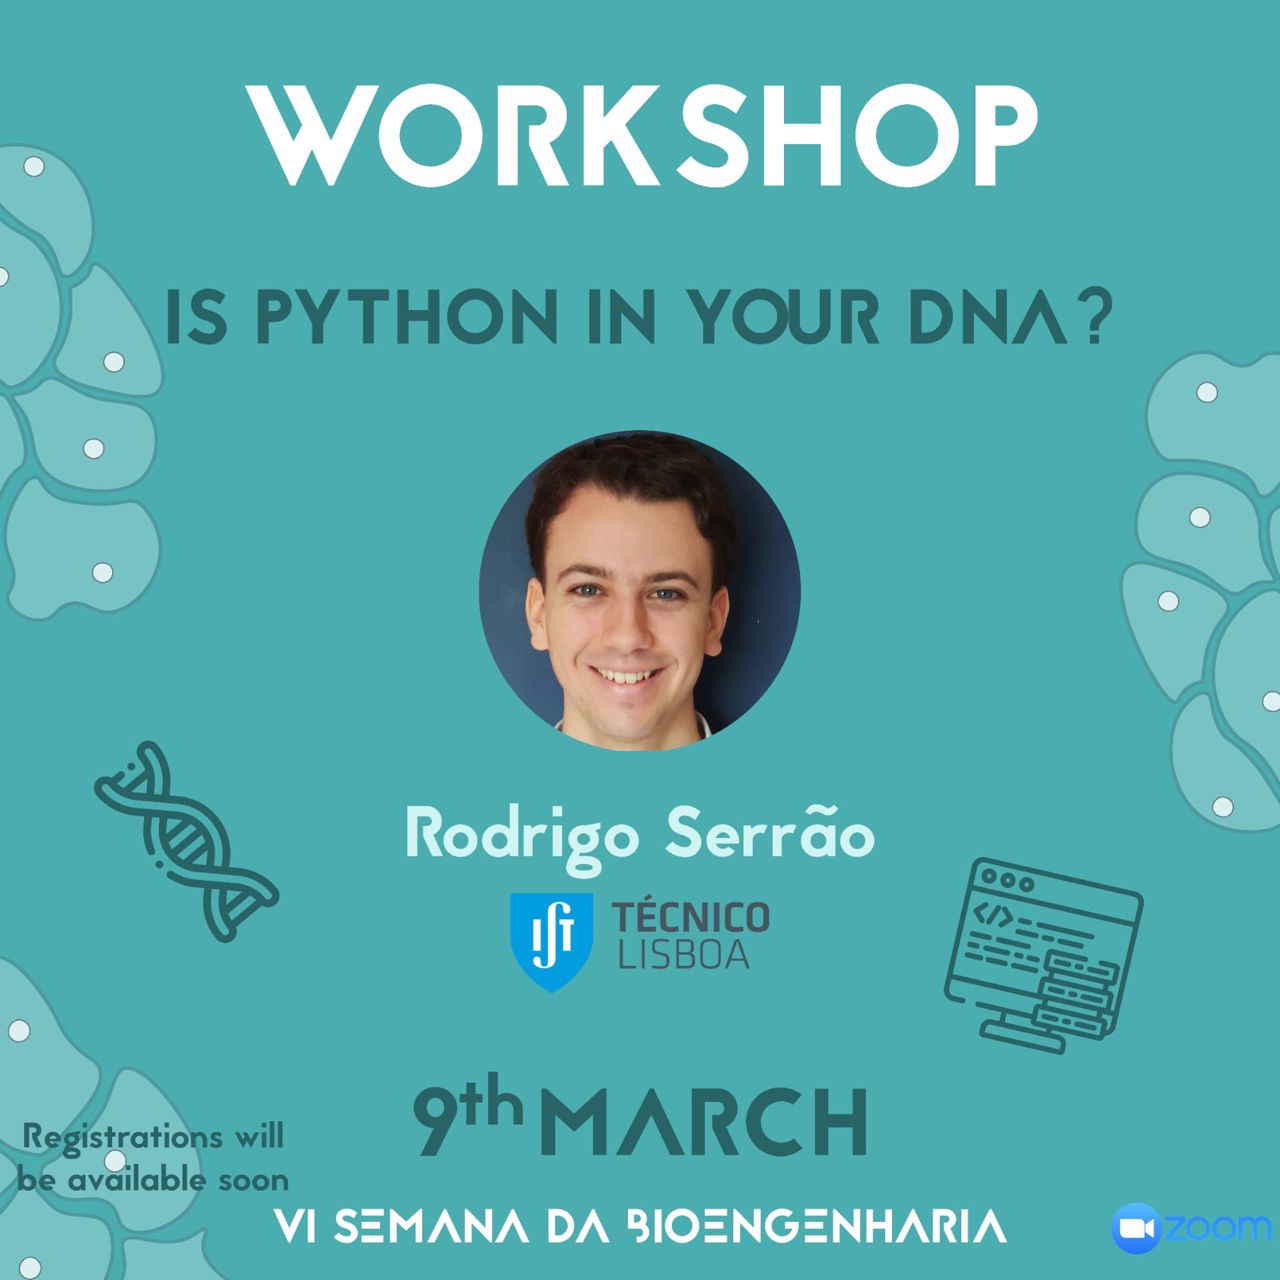 WORKSHOP
IS PYTHON IN YOUR DNA?
Rodrigo Serrão
IST
TÉCNICO
LISBOA
</>
9th MARCH
Registrations will
be available soon
VI SEMANA DA BIOENGENHARIA
zoom